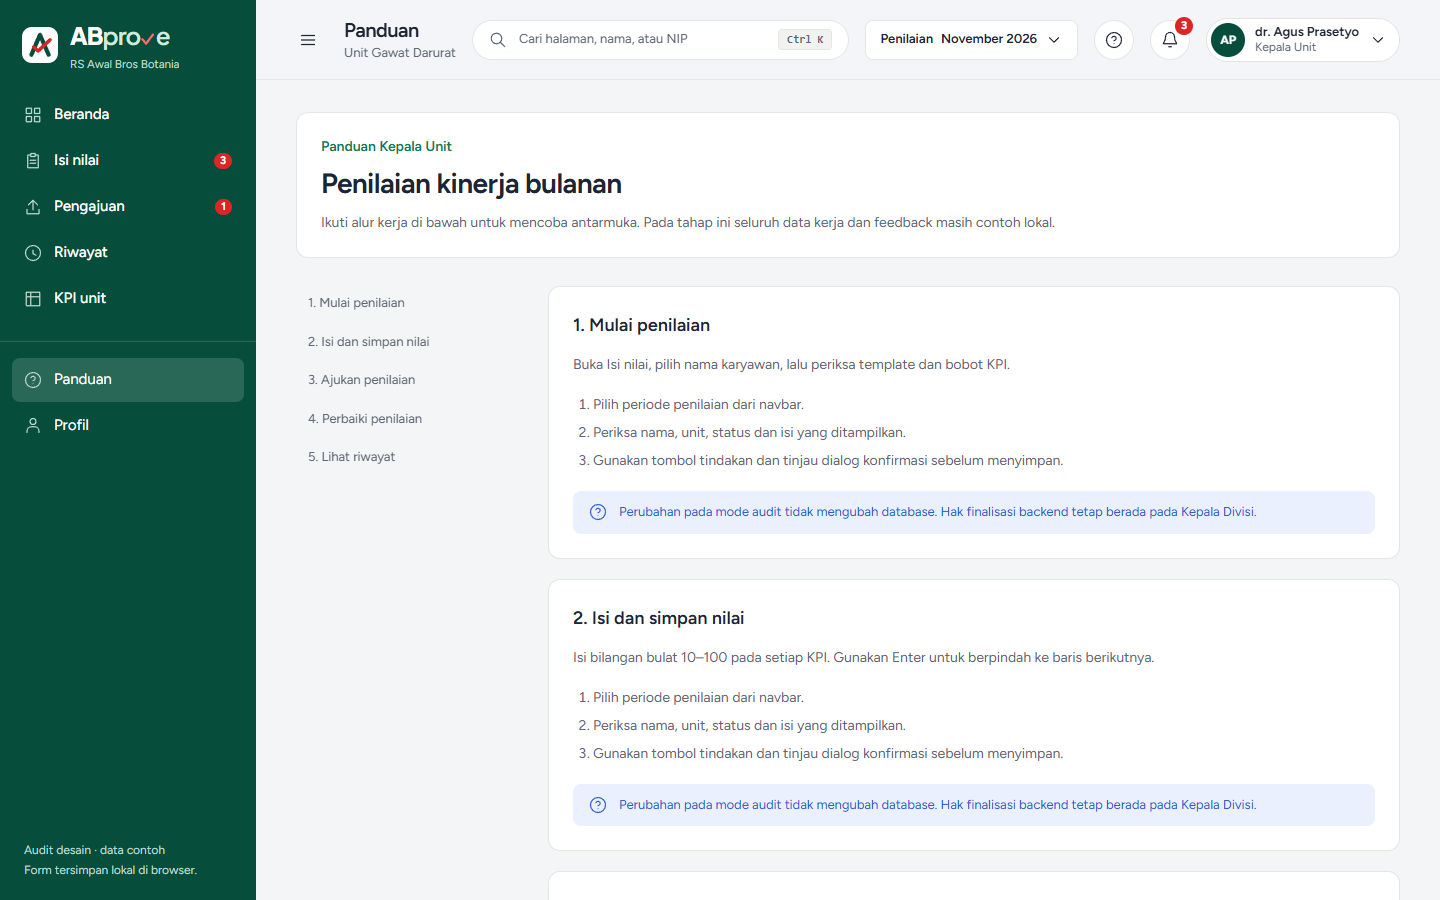 ABprove
RS Awal Bros Botania
Beranda
Isi nilai
3
Pengajuan
1
Riwayat
KPI unit
Panduan
Profil
Audit desain · data contoh
Form tersimpan lokal di browser.
Panduan
Unit Gawat Darurat
Cari halaman, nama, atau NIP
Ctrl K
Penilaian November 2026
3
AP
dr. Agus Prasetyo
Kepala Unit
Panduan Kepala Unit
Penilaian kinerja bulanan
Ikuti alur kerja di bawah untuk mencoba antarmuka. Pada tahap ini seluruh data kerja dan feedback masih contoh lokal.
1. Mulai penilaian
2. Isi dan simpan nilai
3. Ajukan penilaian
4. Perbaiki penilaian
5. Lihat riwayat
1. Mulai penilaian
Buka Isi nilai, pilih nama karyawan, lalu periksa template dan bobot KPI.
1. Pilih periode penilaian dari navbar.
2. Periksa nama, unit, status dan isi yang ditampilkan.
3. Gunakan tombol tindakan dan tinjau dialog konfirmasi sebelum menyimpan.
Perubahan pada mode audit tidak mengubah database. Hak finalisasi backend tetap berada pada Kepala Divisi.
2. Isi dan simpan nilai
Isi bilangan bulat 10–100 pada setiap KPI. Gunakan Enter untuk berpindah ke baris berikutnya.
1. Pilih periode penilaian dari navbar.
2. Periksa nama, unit, status dan isi yang ditampilkan.
3. Gunakan tombol tindakan dan tinjau dialog konfirmasi sebelum menyimpan.
Perubahan pada mode audit tidak mengubah database. Hak finalisasi backend tetap berada pada Kepala Divisi.